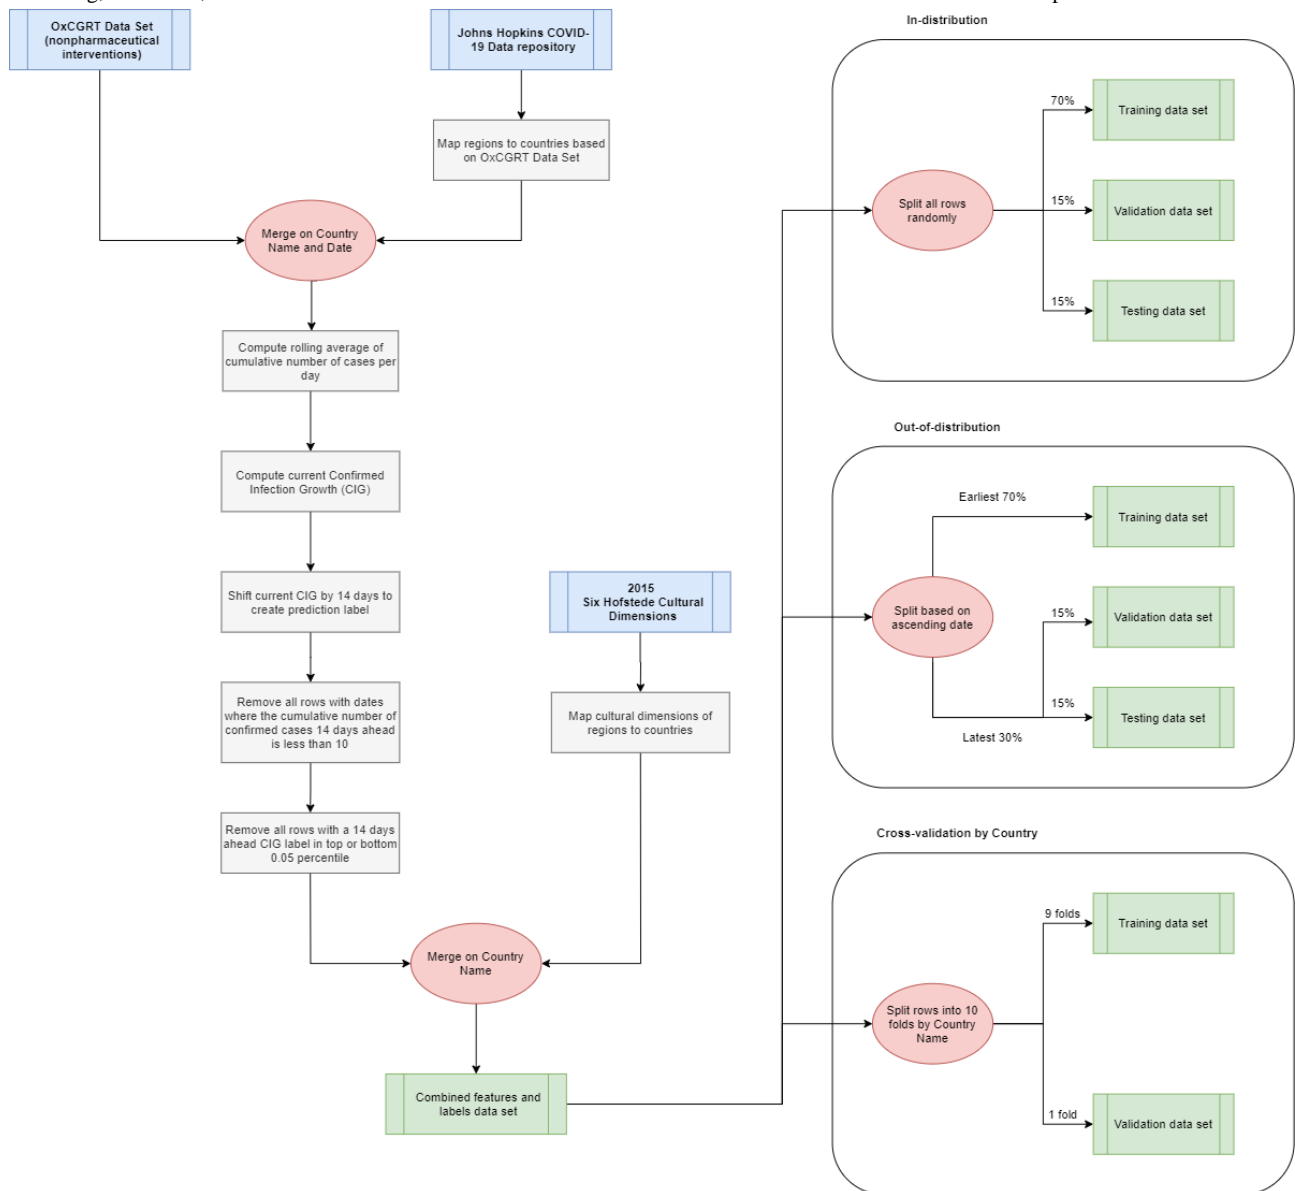 OxCGRT Data Set
(nonpharmaceutical
interventions)
Johns Hopkins COVID-
19 Data repository
Map regions to countries based
on OxCGRT Data Set
Merge on Country
Name and Date
Compute rolling average of
cumulative number of cases per
day
Compute current Confirmed
Infection Growth (CIG)
Shift current CIG by 14 days to
create prediction label
Remove all rows with dates
where the cumulative number of
confirmed cases 14 days ahead
is less than 10
Remove all rows with a 14 days
ahead CIG label in top or bottom
0.05 percentile
2015
Six Hofstede Cultural
Dimensions
Map cultural dimensions of
regions to countries
Merge on Country
Name
Combined features and
labels data set
In-distribution
Split all rows
randomly
70%
Training data set
15%
Validation data set
15%
Testing data set
Out-of-distribution
Split based on
ascending date
Earliest 70%
Training data set
15%
Validation data set
15%
Testing data set
Latest 30%
Cross-validation by Country
Split rows into 10
folds by Country
Name
9 folds
Training data set
1 fold
Validation data set